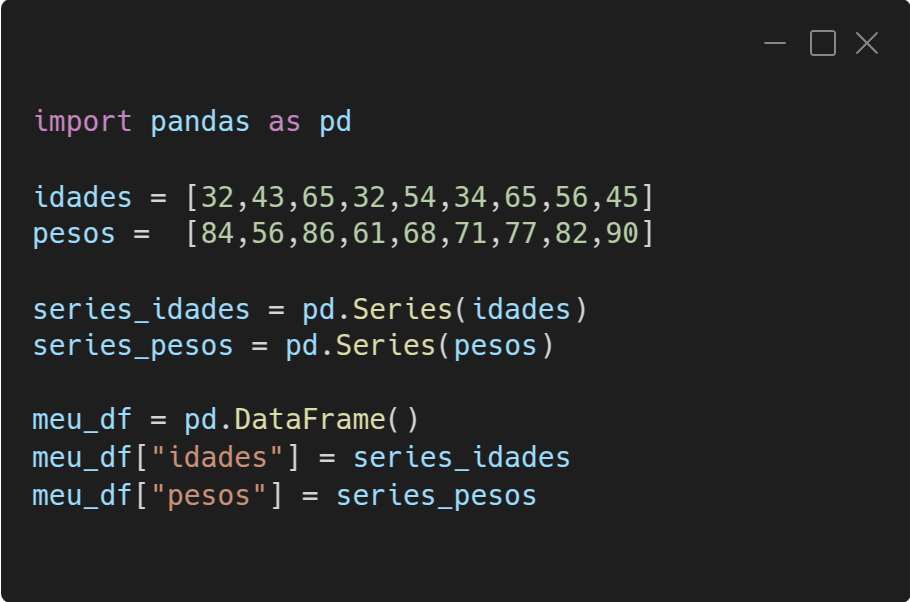 import pandas as pd
idades = [32,43,65,32,54,34,65,56,45]
pesos =  [84,56,86,61,68,71,77,82,90]
series_idades = pd.Series(idades)
series_pesos = pd.Series(pesos)
meu_df = pd.DataFrame()
meu_df["idades"] = series_idades
meu_df["pesos"] = series_pesos